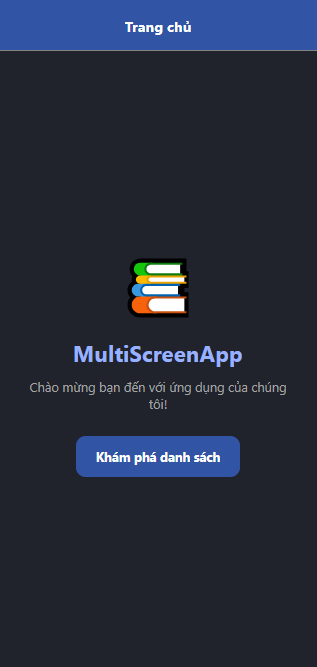 Trang chủ
MultiScreenApp
Chào mừng bạn đến với ứng dụng của chúng
tôi!
Khám phá danh sách